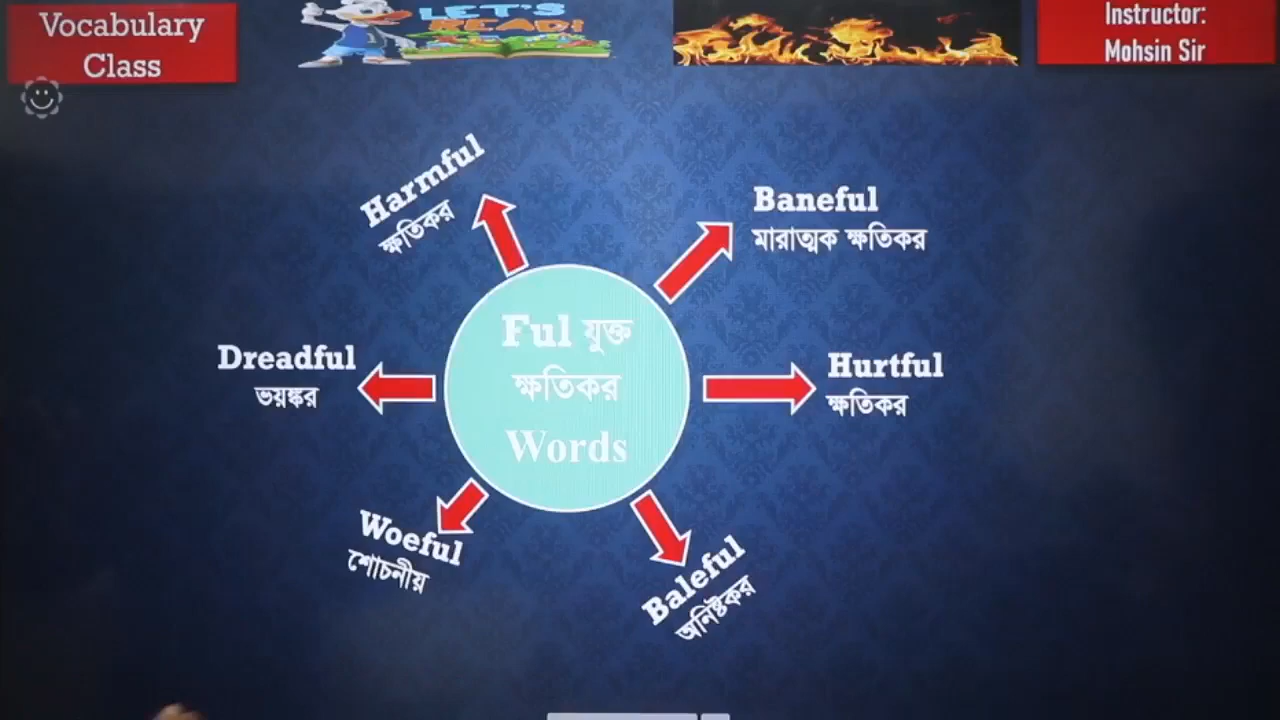 Vocabulary
Class
LET'S
READ!
Instructor:
Mohsin Sir
Harmful
ক্ষতিকর
Baneful
মারাত্মক ক্ষতিকর
Ful যুক্ত
ক্ষতিকর
Words
Dreadful
ভয়ঙ্কর
Hurtful
ক্ষতিকর
Woeful
শোচনীয়
Baleful
অনিষ্টকর